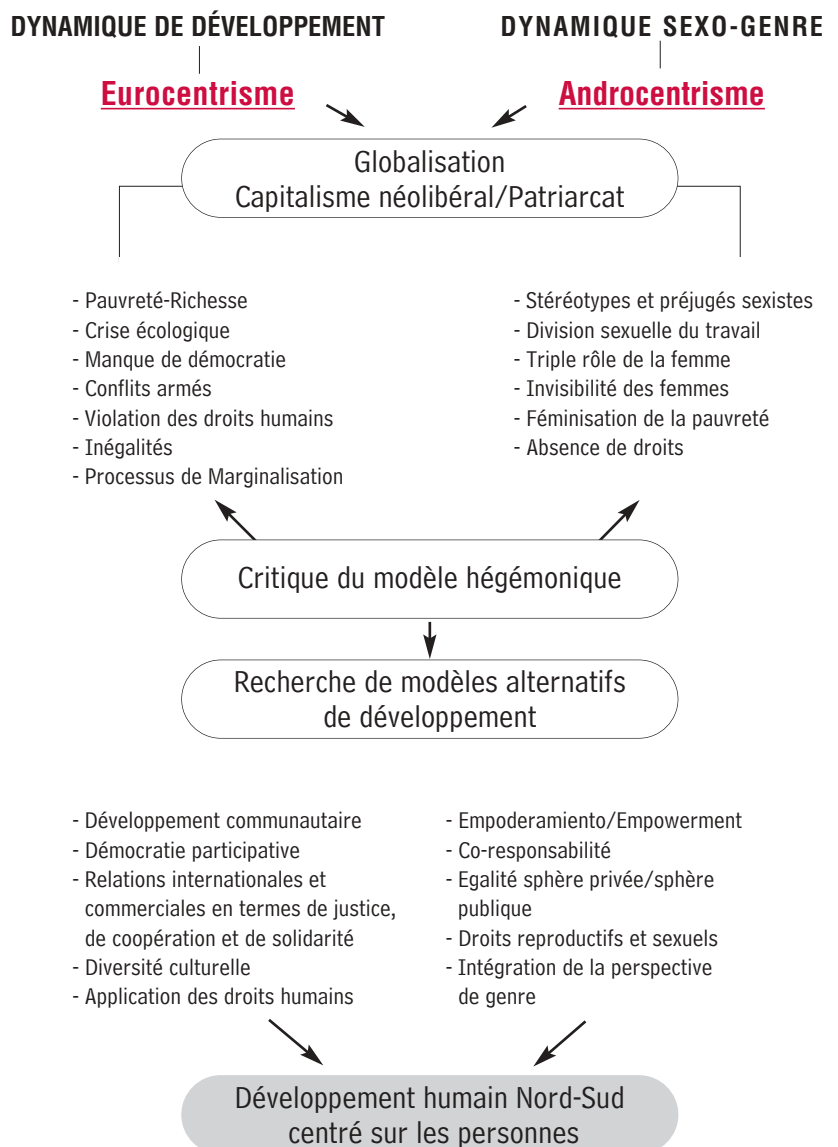 DYNAMIQUE DE DÉVELOPPEMENT
DYNAMIQUE SEXO-GENRE
Eurocentrisme
Androcentrisme
Globalisation
Capitalisme néolibéral/Patriarcat
- Pauvreté-Richesse
- Crise écologique
- Manque de démocratie
- Conflits armés
- Violation des droits humains
- Inégalités
- Processus de Marginalisation
- Stéréotypes et préjugés sexistes
- Division sexuelle du travail
- Triple rôle de la femme
- Invisibilité des femmes
- Féminisation de la pauvreté
- Absence de droits
Critique du modèle hégémonique
Recherche de modèles alternatifs
de développement
- Développement communautaire
- Démocratie participative
- Relations internationales et
commerciales en termes de justice,
de coopération et de solidarité
- Diversité culturelle
- Application des droits humains
- Empoderamiento/Empowerment
- Co-responsabilité
- Egalité sphère privée/sphère
publique
- Droits reproductifs et sexuels
- Intégration de la perspective
de genre
Développement humain Nord-Sud
centré sur les personnes